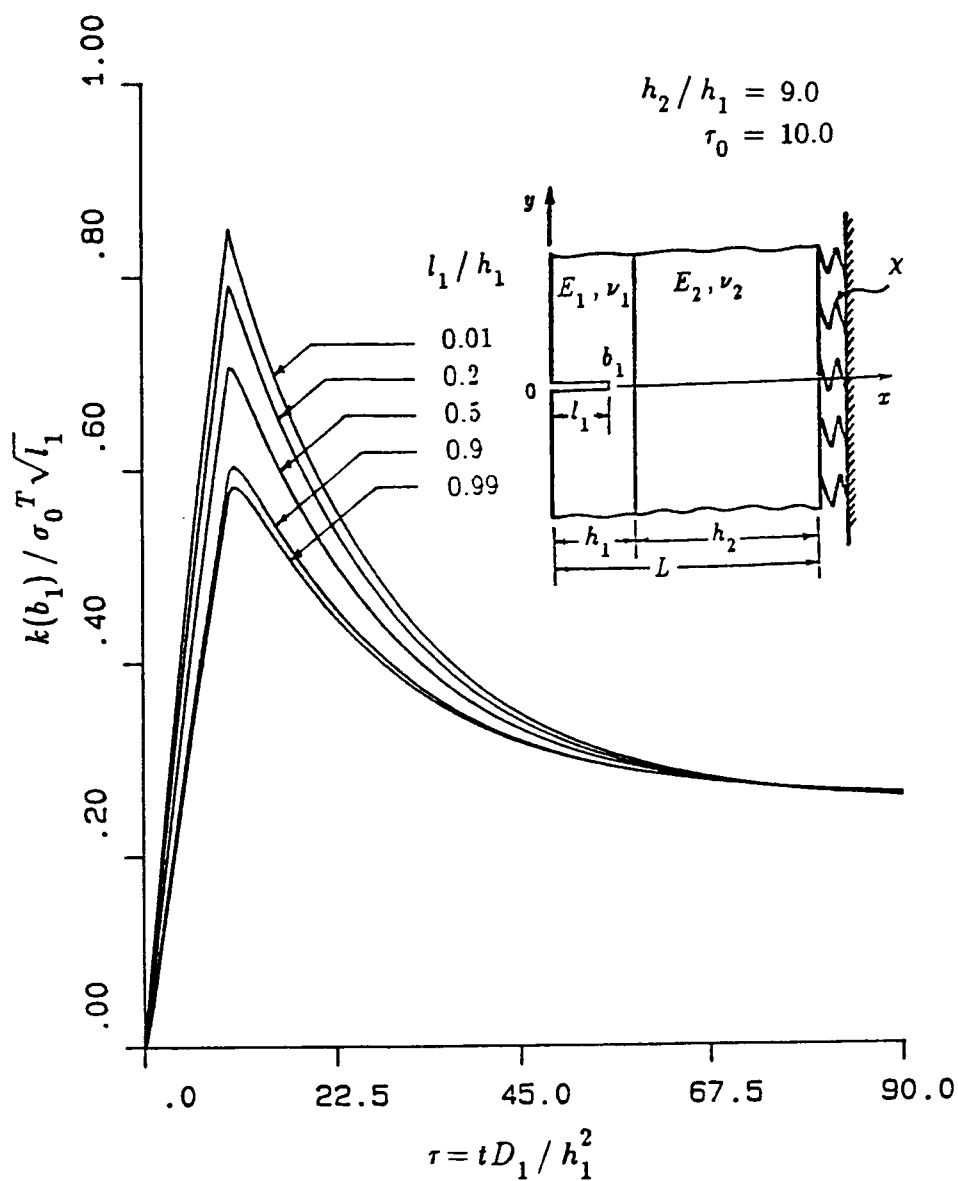 1.00
.80
.60
.40
.20
.00
k(b₁) / σ₀ᵀ √l₁
h₂ / h₁ = 9.0
τ₀ = 10.0
l₁ / h₁
0.01
0.2
0.5
0.9
0.99
y
E₁, ν₁
E₂, ν₂
χ
b₁
0
x
l₁
h₁
h₂
L
.0
22.5
45.0
67.5
90.0
τ = tD₁ / h₁²